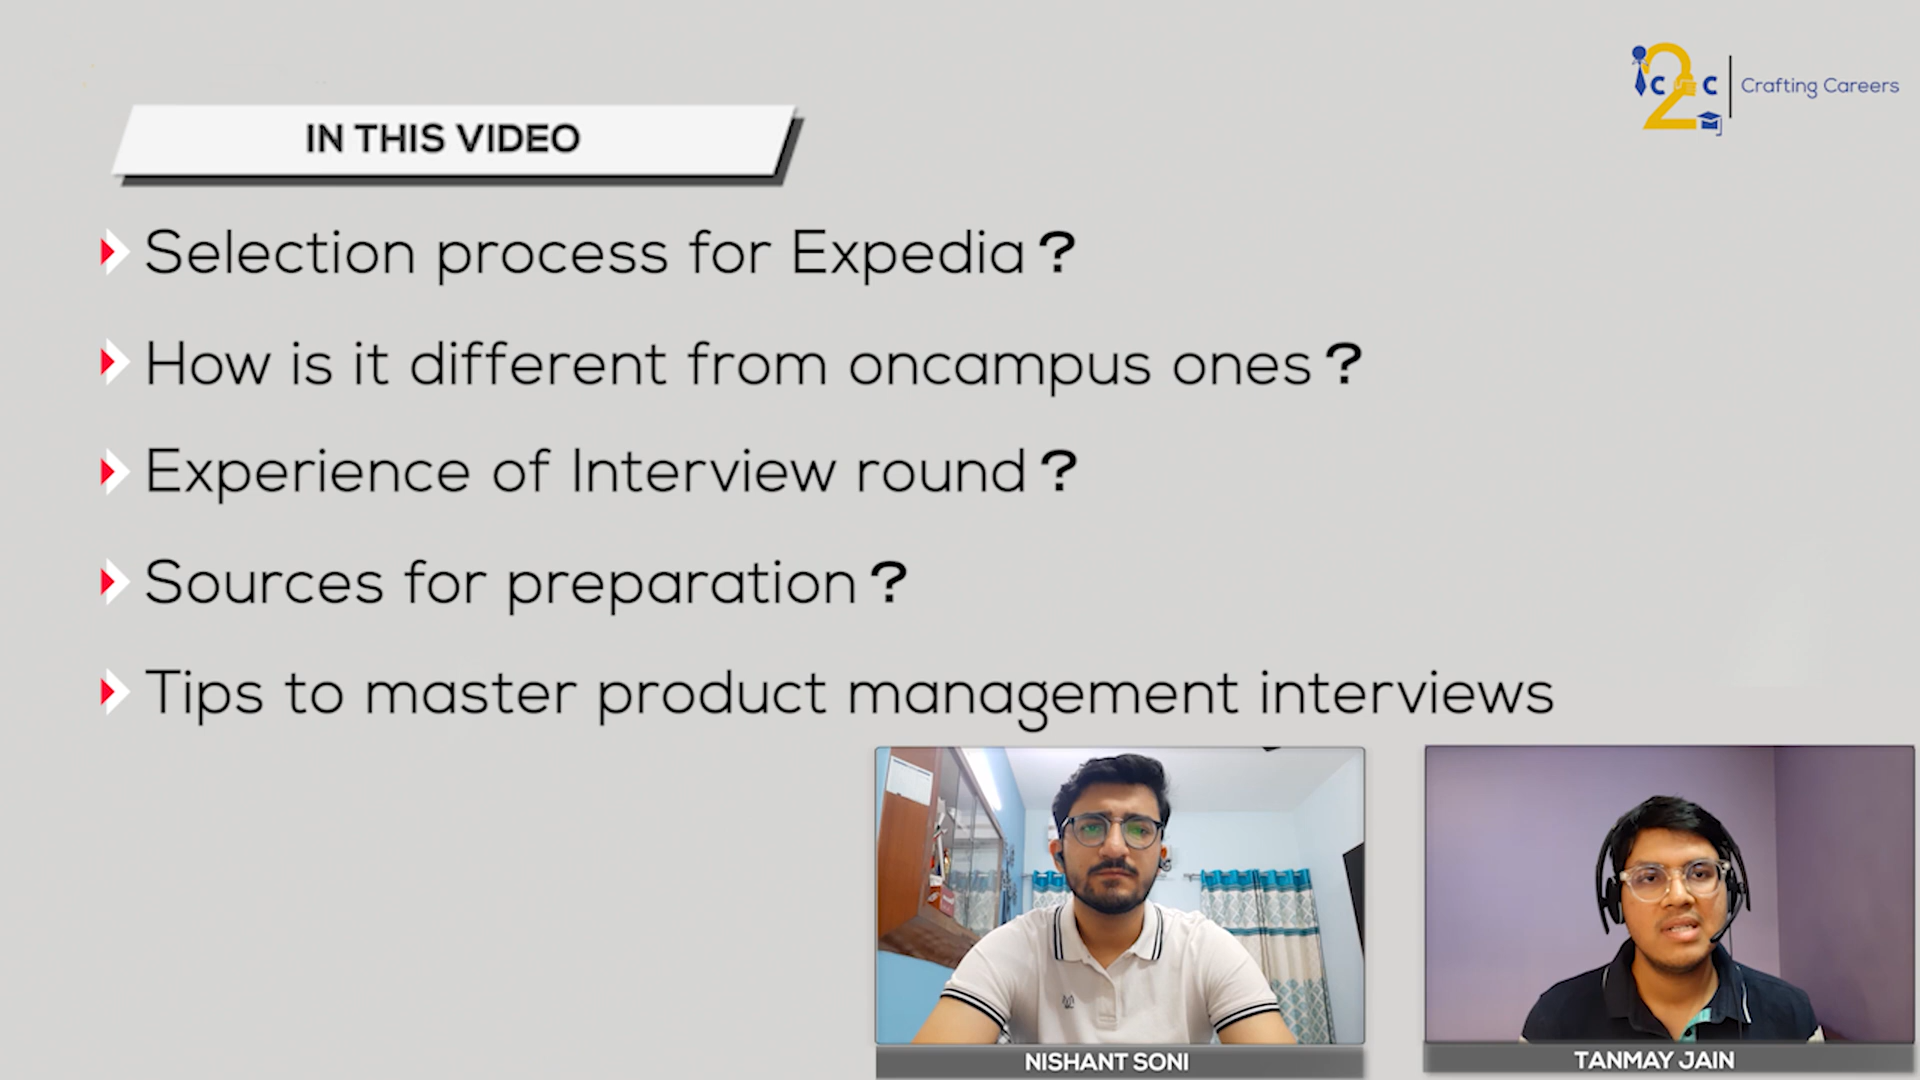 ic2c
Crafting Careers
IN THIS VIDEO
Selection process for Expedia?
How is it different from oncampus ones?
Experience of Interview round?
Sources for preparation?
Tips to master product management interviews
NISHANT SONI
TANMAY JAIN